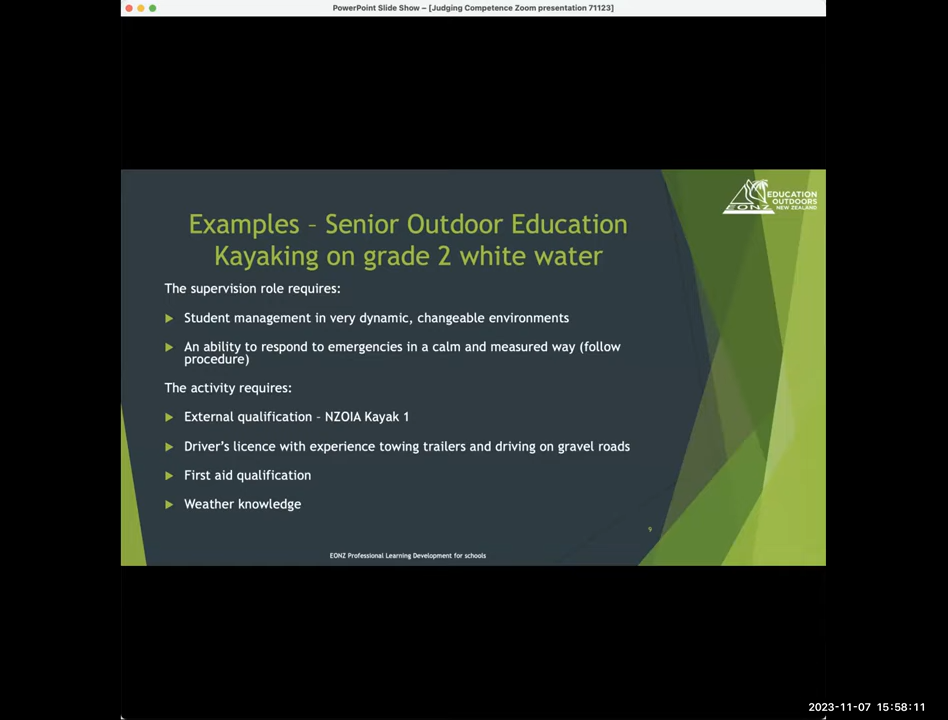 PowerPoint Slide Show – [Judging Competence Zoom presentation 71123]
EONZ
EDUCATION
OUTDOORS
NEW ZEALAND
Examples – Senior Outdoor Education
Kayaking on grade 2 white water
The supervision role requires:
Student management in very dynamic, changeable environments
An ability to respond to emergencies in a calm and measured way (follow
procedure)
The activity requires:
External qualification – NZOIA Kayak 1
Driver's licence with experience towing trailers and driving on gravel roads
First aid qualification
Weather knowledge
9
EONZ Professional Learning Development for schools
2023-11-07 15:58:11